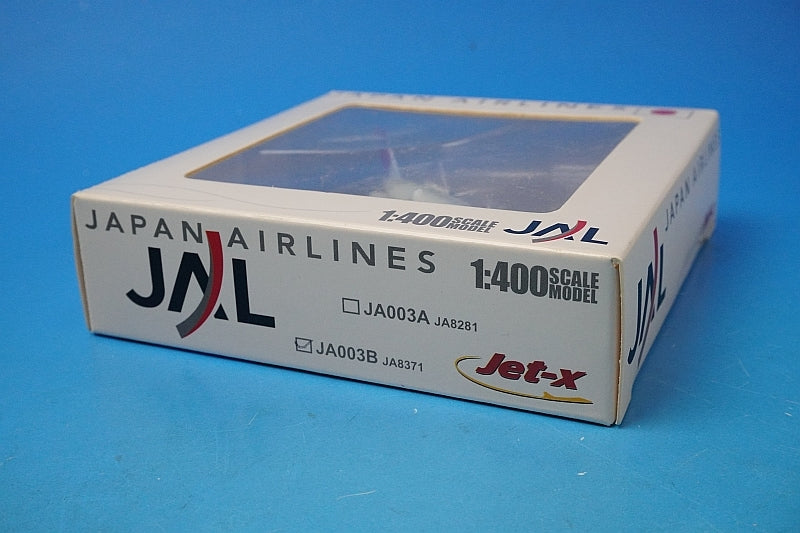 JAPAN AIRLINES
1:400 SCALE MODEL JAL
JAPAN AIRLINES
JAL
1:400 SCALE MODEL
JA003A JA8281
JA003B JA8371
Jet-x
JAPAN AIRLINES
JAL